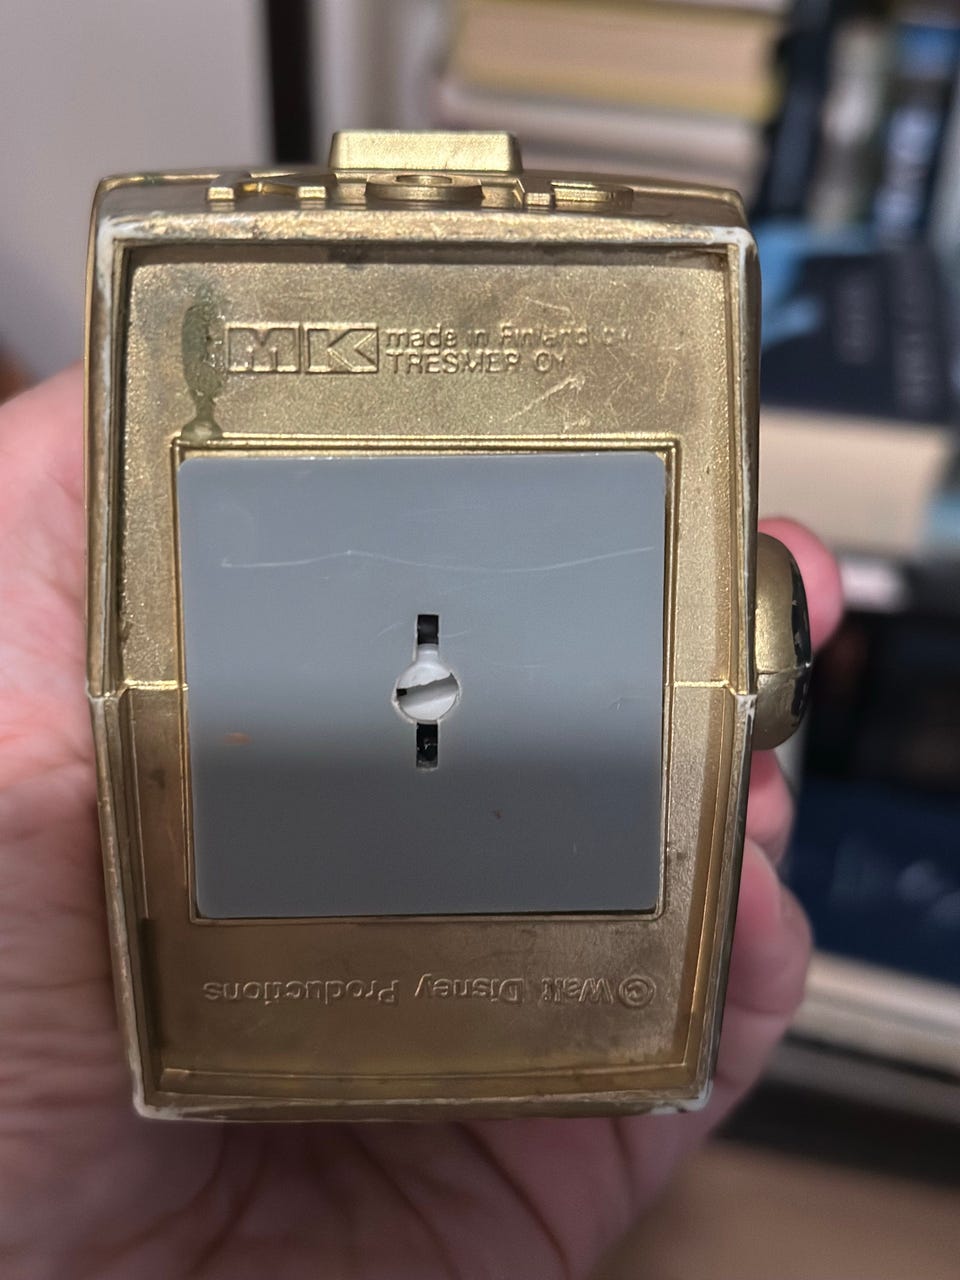 MK made in Finland by
TRESMER OY
© Walt Disney Productions